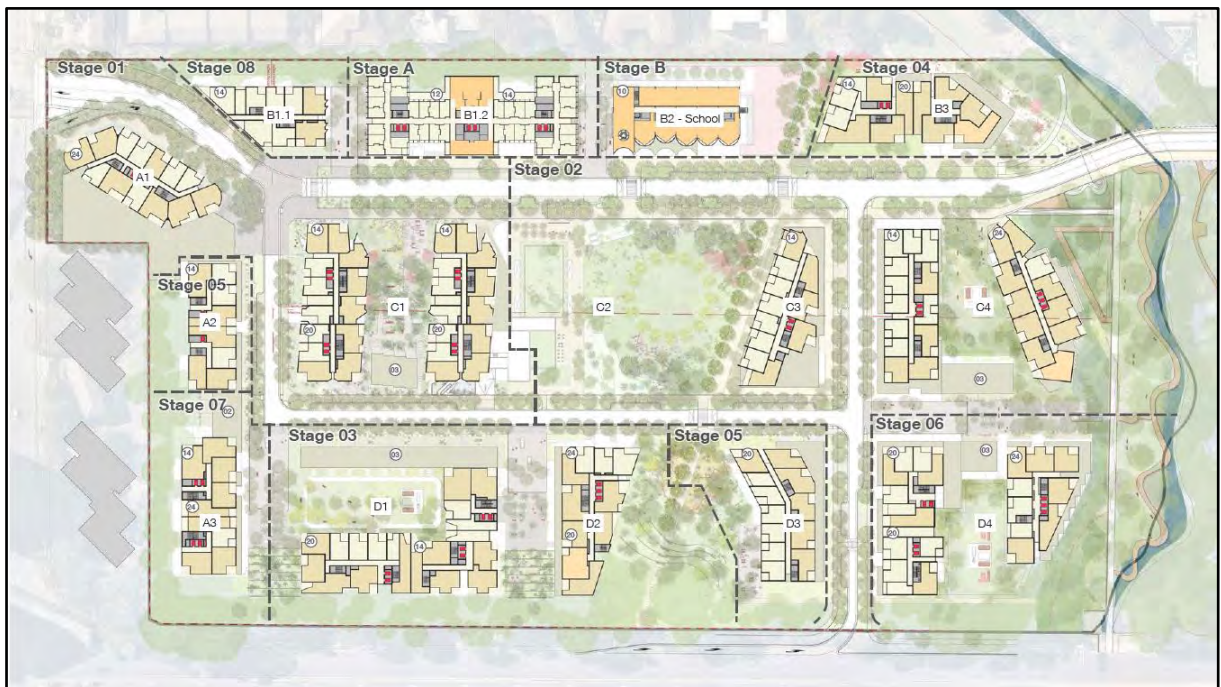 Stage 01
Stage 08
Stage A
Stage B
Stage 04
14
12
14
10
14
20
B1.1
B1.2
B2 - School
B3
24
A1
Stage 02
14
14
14
14
24
Stage 05
14
A2
C1
C2
C3
C4
20
20
03
03
Stage 07
02
Stage 03
Stage 05
Stage 06
14
03
24
20
20
03
24
24
A3
D1
D2
D3
D4
20
14
20
20